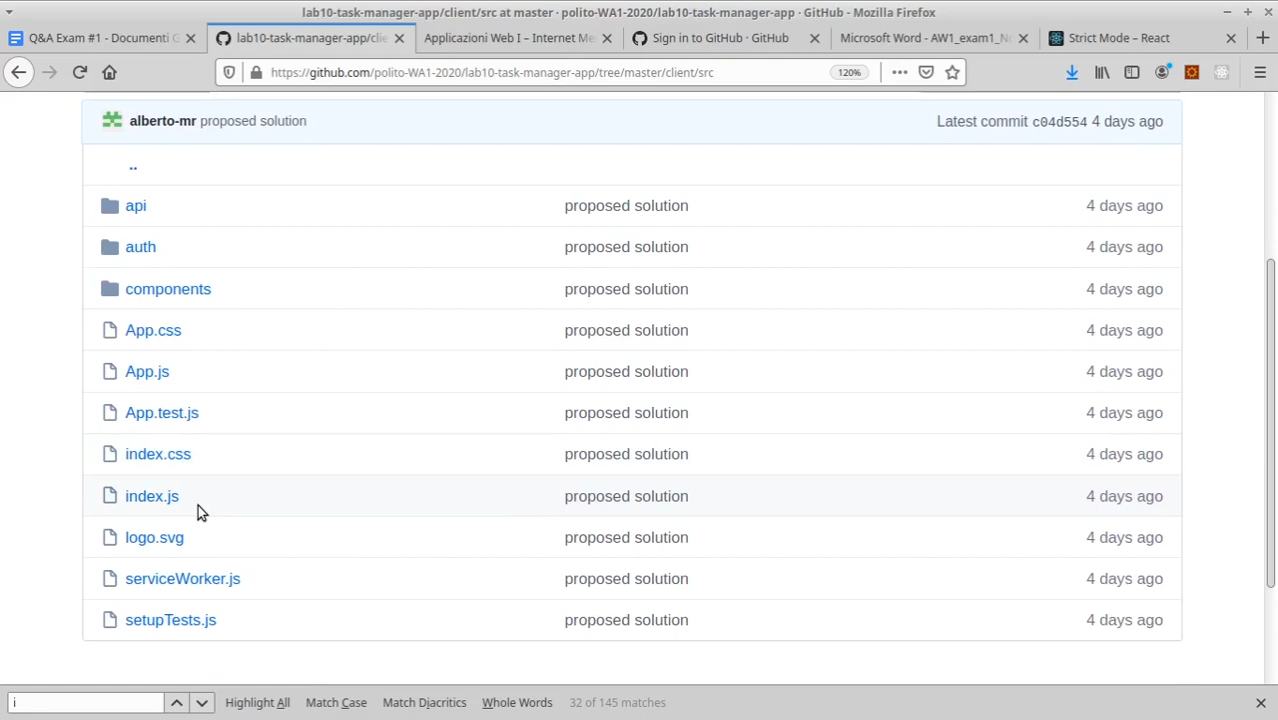 lab10-task-manager-app/client/src at master · polito-WA1-2020/lab10-task-manager-app · GitHub - Mozilla Firefox
Q&A Exam #1 - Documenti G
lab10-task-manager-app/clie
Applicazioni Web I – Internet Me
Sign in to GitHub · GitHub
Microsoft Word - AW1_exam1_No
Strict Mode – React
https://github.com/polito-WA1-2020/lab10-task-manager-app/tree/master/client/src
120%
alberto-mr proposed solution Latest commit c04d554 4 days ago
..
api proposed solution 4 days ago
auth proposed solution 4 days ago
components proposed solution 4 days ago
App.css proposed solution 4 days ago
App.js proposed solution 4 days ago
App.test.js proposed solution 4 days ago
index.css proposed solution 4 days ago
index.js proposed solution 4 days ago
logo.svg proposed solution 4 days ago
serviceWorker.js proposed solution 4 days ago
setupTests.js proposed solution 4 days ago
i Highlight All Match Case Match Diacritics Whole Words 32 of 145 matches